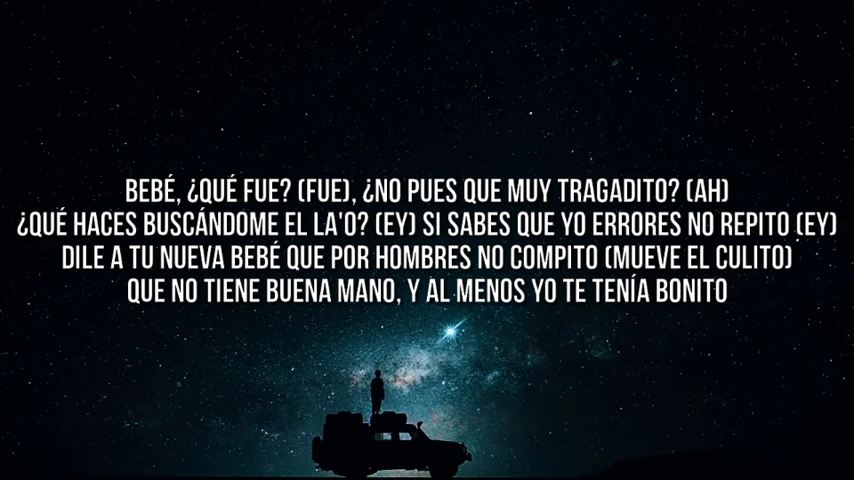 BEBÉ, ¿QUÉ FUE? (FUE), ¿NO PUES QUE MUY TRAGADITO? (AH)
¿QUÉ HACES BUSCÁNDOME EL LA'O? (EY) SI SABES QUE YO ERRORES NO REPITO (EY)
DILE A TU NUEVA BEBÉ QUE POR HOMBRES NO COMPITO (MUEVE EL CULITO)
QUE NO TIENE BUENA MANO, Y AL MENOS YO TE TENÍA BONITO